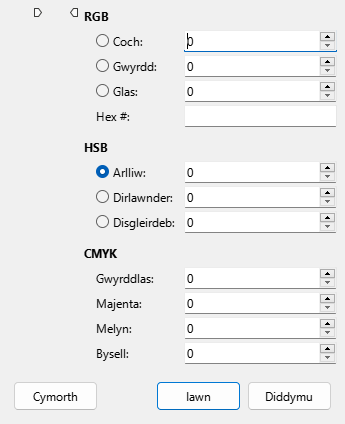 RGB
Coch: 0
Gwyrdd: 0
Glas: 0
Hex #:
HSB
Arlliw: 0
Dirlawnder: 0
Disgleirdeb: 0
CMYK
Gwyrddlas: 0
Majenta: 0
Melyn: 0
Bysell: 0
Cymorth Iawn Diddymu